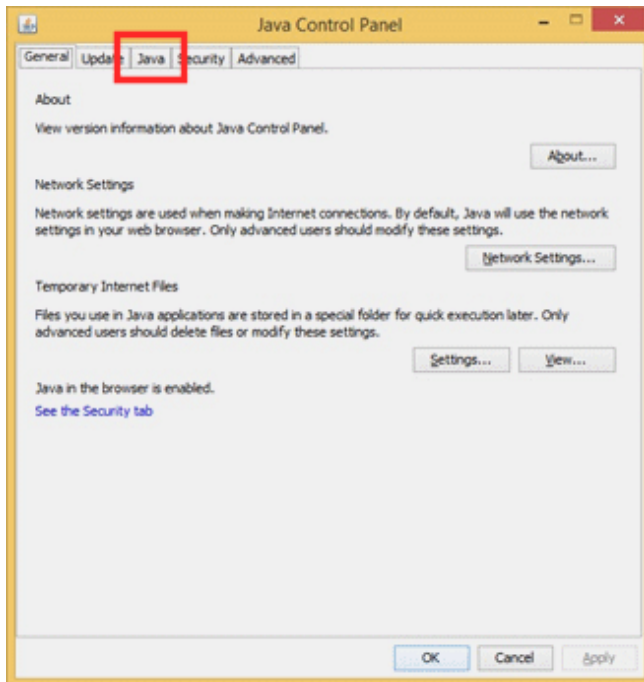 Java Control Panel
General Update Java Security Advanced
About
View version information about Java Control Panel.
About...
Network Settings
Network settings are used when making Internet connections. By default, Java will use the network
settings in your web browser. Only advanced users should modify these settings.
Network Settings...
Temporary Internet Files
Files you use in Java applications are stored in a special folder for quick execution later. Only
advanced users should delete files or modify these settings.
Settings... View...
Java in the browser is enabled.
See the Security tab
OK Cancel Apply